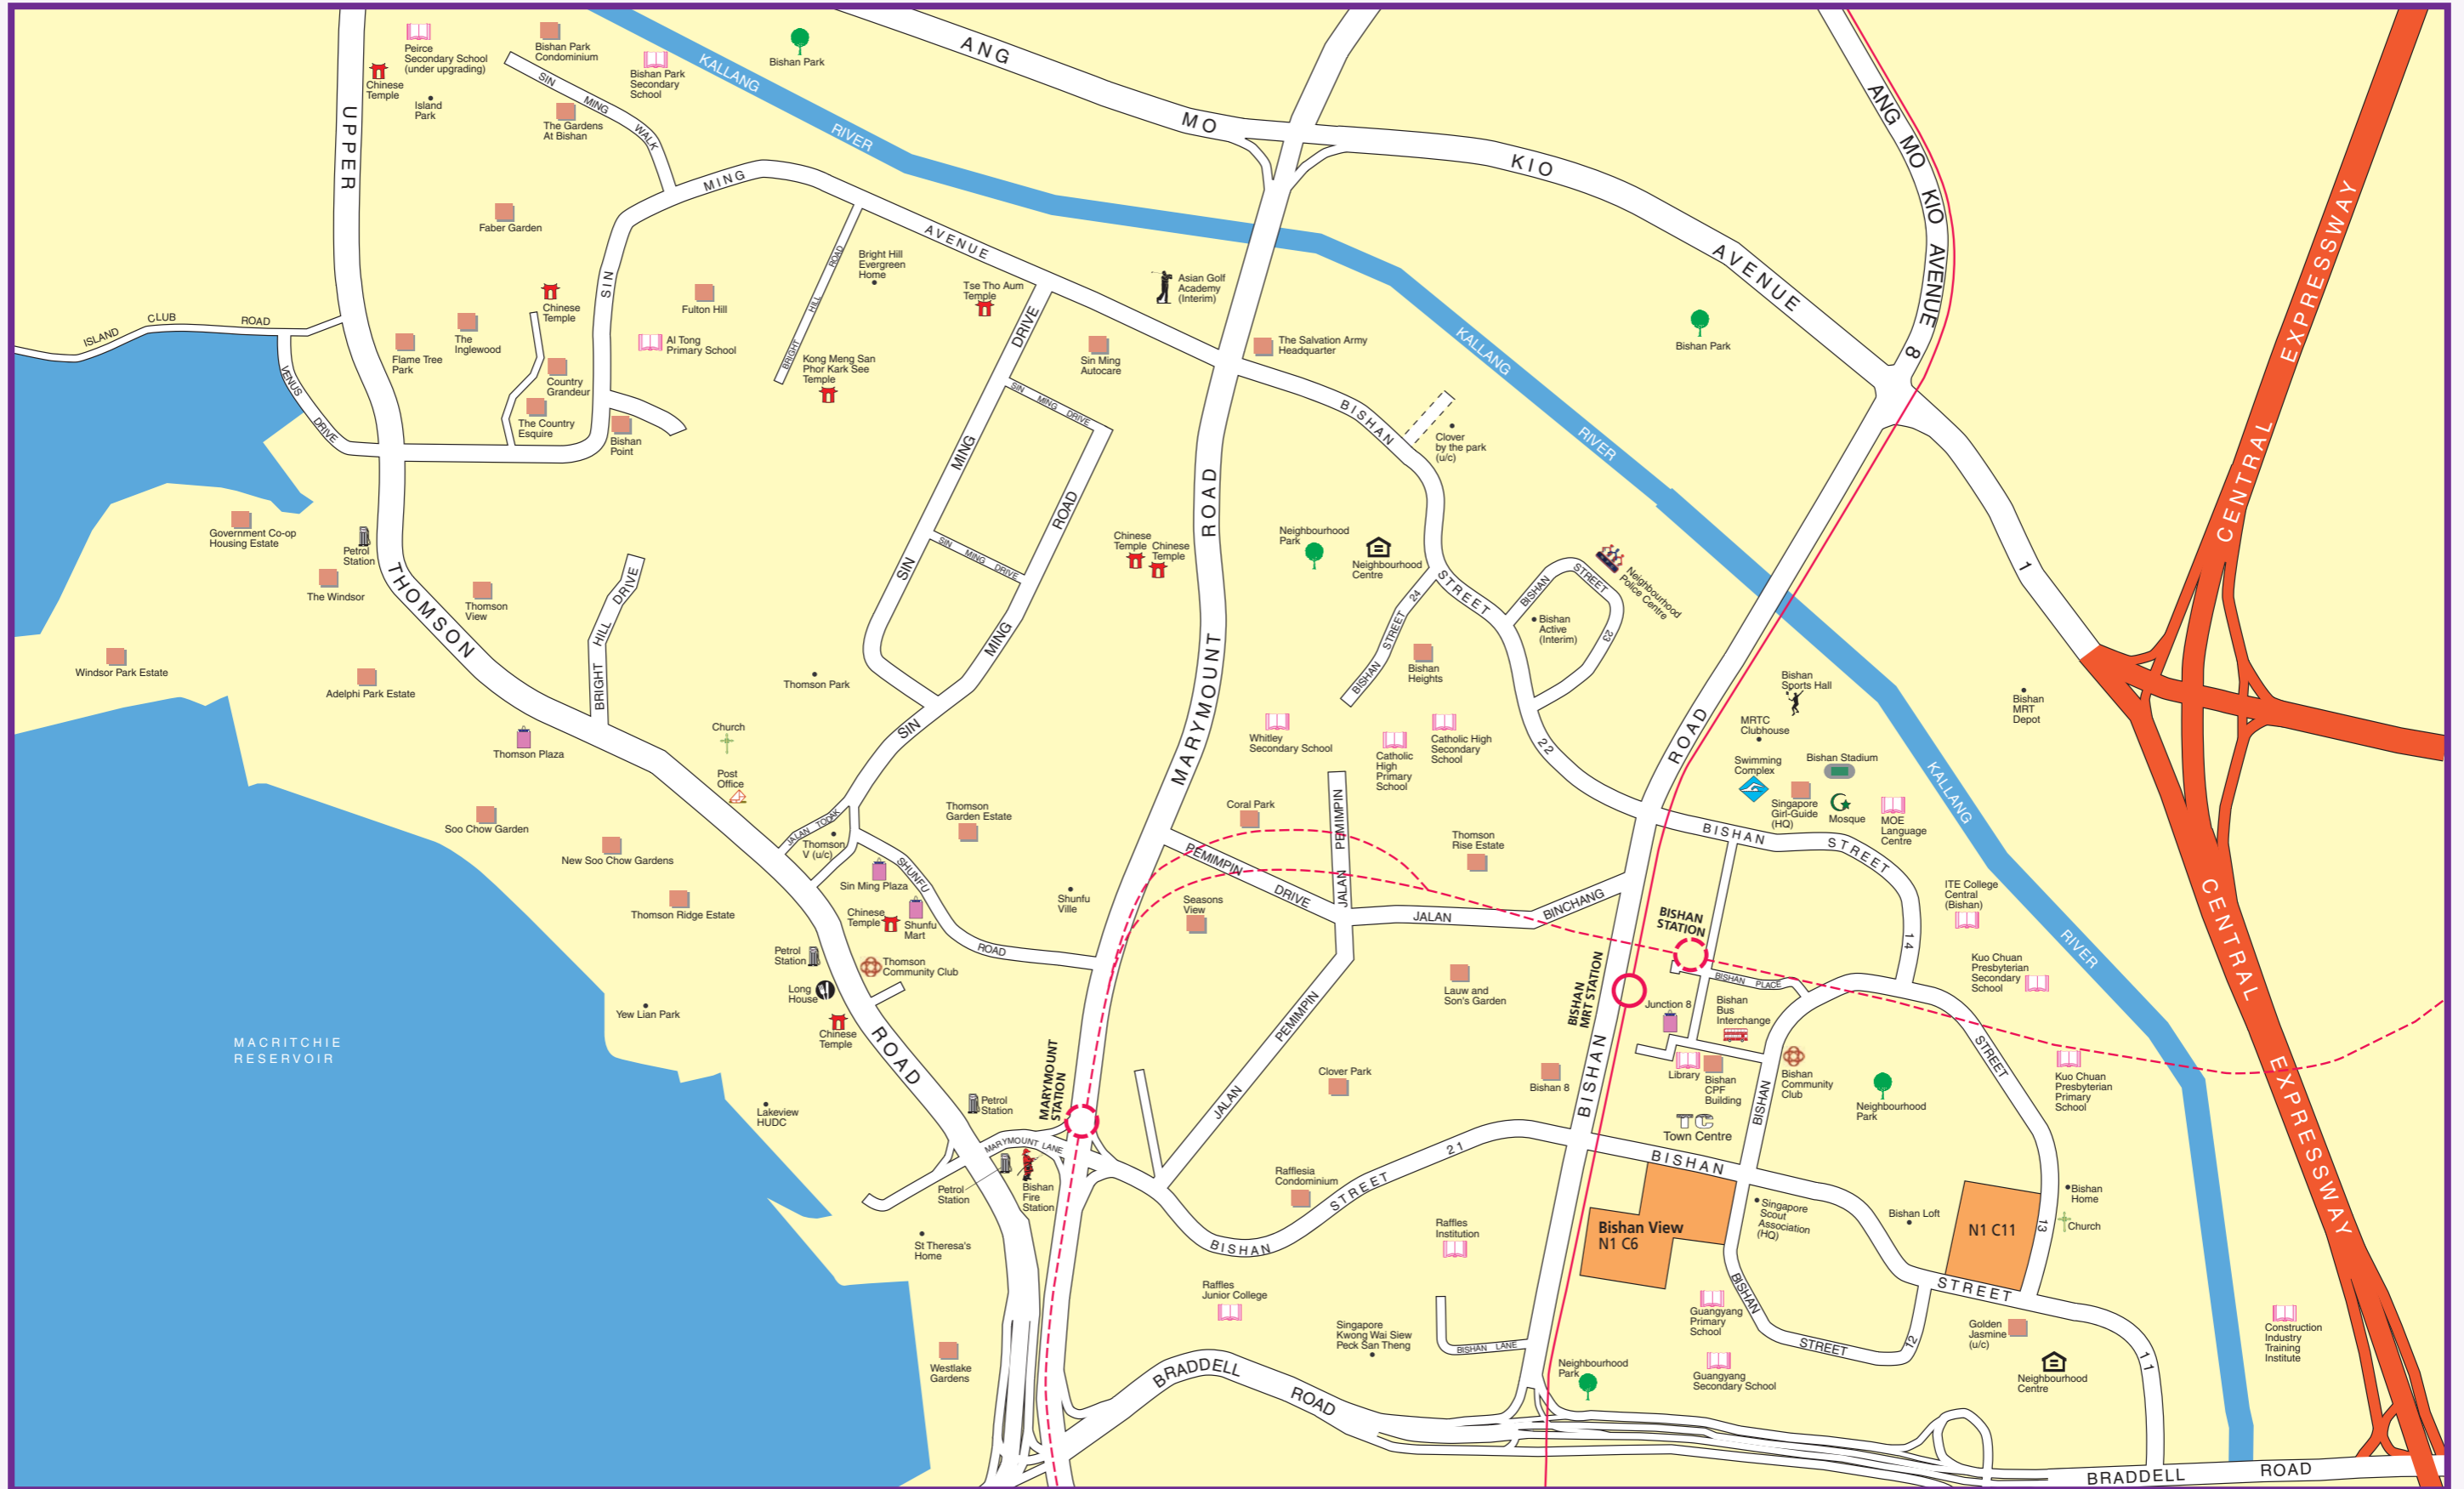 Peirce
Secondary School
(under upgrading)
Chinese
Temple
Island
Park
Bishan Park
Condominium
SIN MING WALK
The Gardens
At Bishan
Bishan Park
Secondary
School
KALLANG
RIVER
Bishan Park
ANG
MO
KIO
AVENUE
1
ANG MO KIO AVENUE 8
CENTRAL EXPRESSWAY
UPPER
THOMSON
ROAD
Faber Garden
SIN
MING
AVENUE
BRIGHT HILL ROAD
Bright Hill
Evergreen
Home
Tse Tho Aum
Temple
Asian Golf
Academy
(Interim)
Chinese
Temple
Fulton Hill
ISLAND CLUB ROAD
VENUS DRIVE
Flame Tree
Park
The
Inglewood
AI Tong
Primary School
Country
Grandeur
The Country
Esquire
Bishan
Point
Kong Meng San
Phor Kark See
Temple
Sin Ming
Autocare
The Salvation Army
Headquarter
KALLANG
RIVER
Bishan Park
SIN MING DRIVE
SIN MING DRIVE
SIN MING DRIVE
SIN MING ROAD
MARYMOUNT ROAD
BISHAN STREET 22
Clover
by the park
(u/c)
Government Co-op
Housing Estate
Petrol
Station
The Windsor
Thomson
View
BRIGHT HILL DRIVE
Windsor Park Estate
Adelphi Park Estate
Thomson Plaza
Thomson Park
Church
Post
Office
Chinese
Temple
Chinese
Temple
Neighbourhood
Park
Neighbourhood
Centre
BISHAN STREET 24
BISHAN STREET 23
Neighbourhood
Police Centre
Bishan
Active
(Interim)
Bishan
Heights
Bishan
Sports Hall
MRTC
Clubhouse
Bishan
MRT
Depot
Whitley
Secondary School
Catholic
High
Primary
School
Catholic High
Secondary
School
Swimming
Complex
Bishan Stadium
Singapore
Girl-Guide
(HQ)
Mosque
MOE
Language
Centre
KALLANG
RIVER
Soo Chow Garden
New Soo Chow Gardens
Thomson Ridge Estate
JALAN TODAK
Thomson
V (u/c)
Thomson
Garden Estate
Sin Ming Plaza
SHUNFU
ROAD
Chinese
Temple
Shunfu
Mart
Shunfu
Ville
Coral Park
PEMIMPIN
DRIVE
JALAN PEMIMPIN
Thomson
Rise Estate
JALAN
BINCHANG
Seasons
View
BISHAN
STREET
14
BISHAN
STATION
ITE College
Central
(Bishan)
CENTRAL EXPRESSWAY
Petrol
Station
Thomson
Community Club
Long
House
Chinese
Temple
Yew Lian Park
MACRITCHIE
RESERVOIR
Lauw and
Son's Garden
BISHAN
MRT STATION
BISHAN PLACE
Junction 8
Bishan
Bus
Interchange
Kuo Chuan
Presbyterian
Secondary
School
JALAN PEMIMPIN
Clover Park
Bishan 8
BISHAN ROAD
Library
Bishan
CPF
Building
Bishan
Community
Club
Neighbourhood
Park
Kuo Chuan
Presbyterian
Primary
School
TC
Town Centre
BISHAN STREET 13
MARYMOUNT
STATION
Lakeview
HUDC
Petrol
Station
MARYMOUNT LANE
Petrol
Station
Bishan
Fire
Station
BISHAN STREET 21
Rafflesia
Condominium
BISHAN
STREET
11
Bishan View
N1 C6
Singapore
Scout
Association
(HQ)
Bishan Loft
N1 C11
Bishan
Home
Church
St Theresa's
Home
Raffles
Institution
Raffles
Junior College
BISHAN
STREET
12
Guangyang
Primary
School
Golden
Jasmine
(u/c)
Construction
Industry
Training
Institute
Westlake
Gardens
Singapore
Kwong Wai Siew
Peck San Theng
BISHAN LANE
Neighbourhood
Park
Guangyang
Secondary School
Neighbourhood
Centre
BRADDELL
ROAD
BRADDELL
ROAD